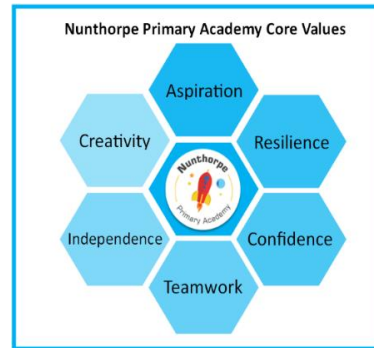 Nunthorpe Primary Academy Core Values
Aspiration
Creativity
Resilience
Nunthorpe
Primary Academy
Independence
Confidence
Teamwork